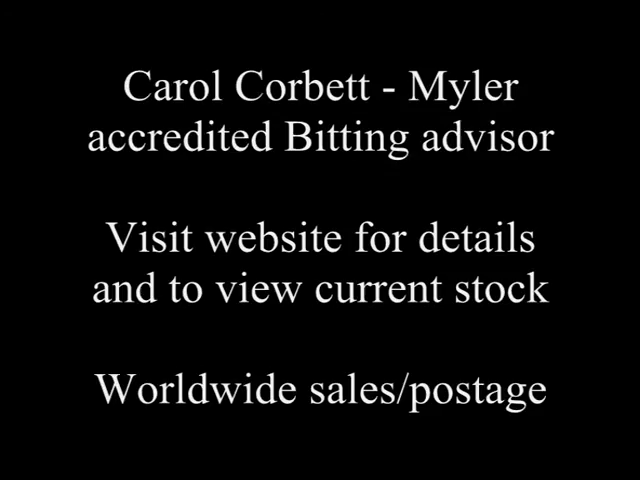 Carol Corbett - Myler
accredited Bitting advisor
Visit website for details
and to view current stock
Worldwide sales/postage